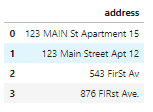 address
0 123 MAIN St Apartment 15
1 123 Main Street Apt 12
2 543 FirSt Av
3 876 FIRst Ave.